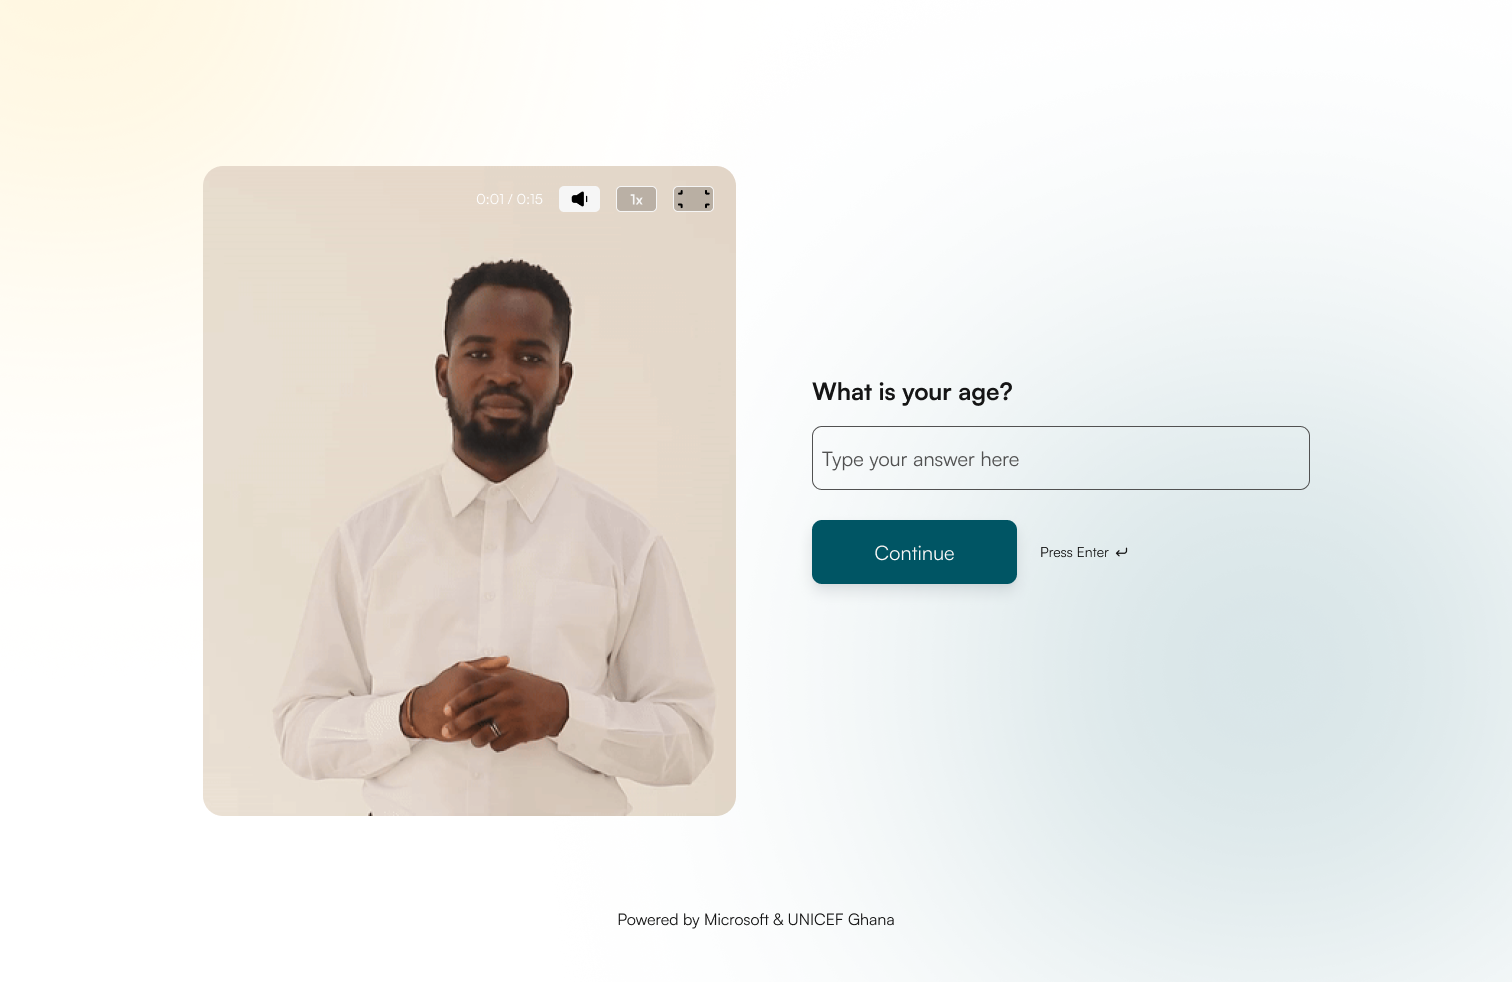 0:01 / 0:15
1x
What is your age?
Type your answer here
Continue
Press Enter
Powered by Microsoft & UNICEF Ghana